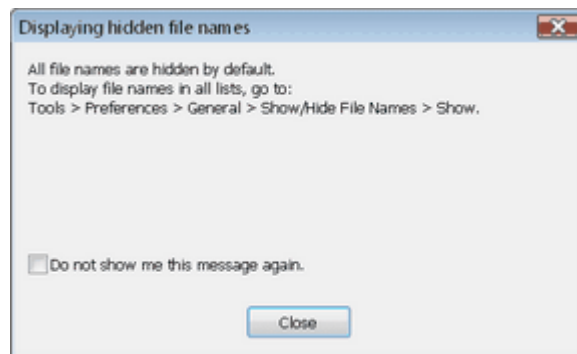 Displaying hidden file names
All file names are hidden by default.
To display file names in all lists, go to:
Tools > Preferences > General > Show/Hide File Names > Show.
Do not show me this message again.
Close